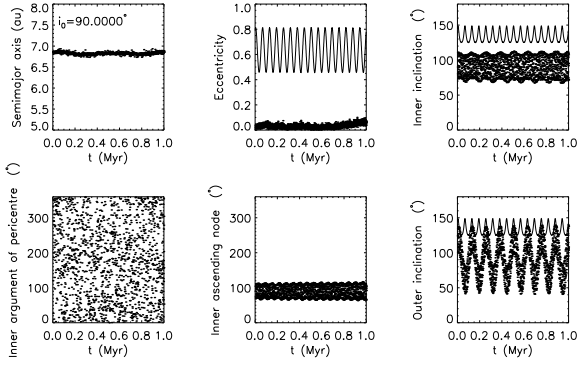 i₀=90.0000°
Semimajor axis (au)
8.0
7.5
7.0
6.5
6.0
5.5
5.0
0.0 0.2 0.4 0.6 0.8 1.0
t (Myr)
Eccentricity
1.0
0.8
0.6
0.4
0.2
0.0
0.0 0.2 0.4 0.6 0.8 1.0
t (Myr)
Inner inclination (°)
150
100
50
0
0.0 0.2 0.4 0.6 0.8 1.0
t (Myr)
Inner argument of pericentre (°)
300
200
100
0
0.0 0.2 0.4 0.6 0.8 1.0
t (Myr)
Inner ascending node (°)
300
200
100
0
0.0 0.2 0.4 0.6 0.8 1.0
t (Myr)
Outer inclination (°)
150
100
50
0
0.0 0.2 0.4 0.6 0.8 1.0
t (Myr)